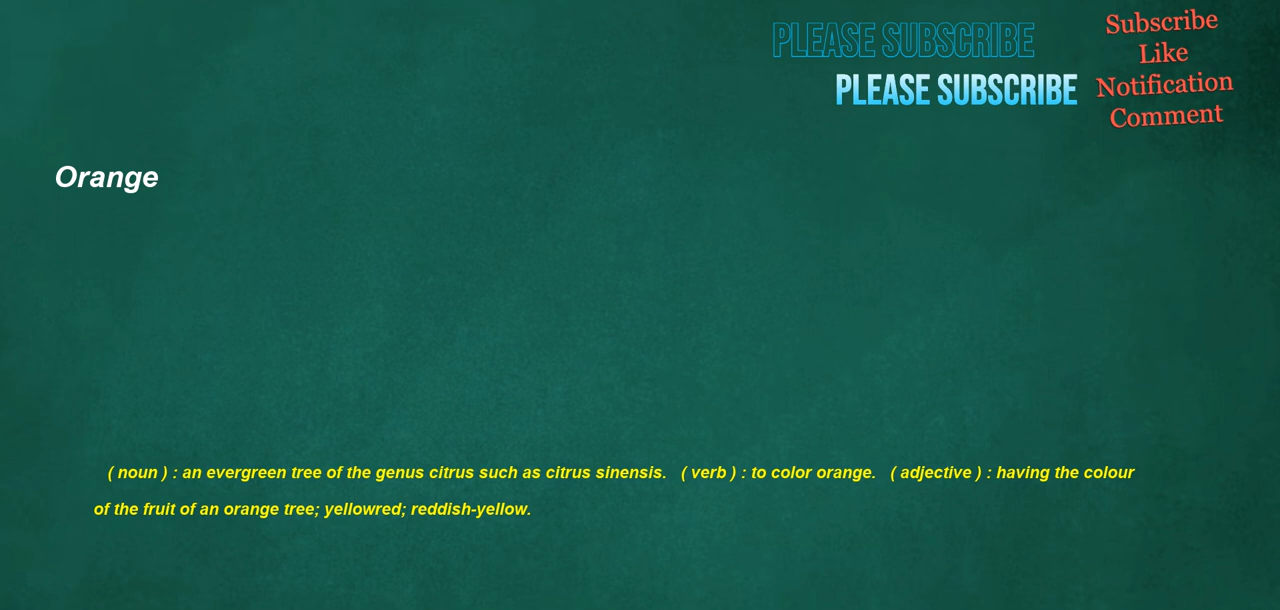 PLEASE SUBSCRIBE
PLEASE SUBSCRIBE
Subscribe
Like
Notification
Comment
Orange
( noun ) : an evergreen tree of the genus citrus such as citrus sinensis. ( verb ) : to color orange. ( adjective ) : having the colour
of the fruit of an orange tree; yellowred; reddish-yellow.